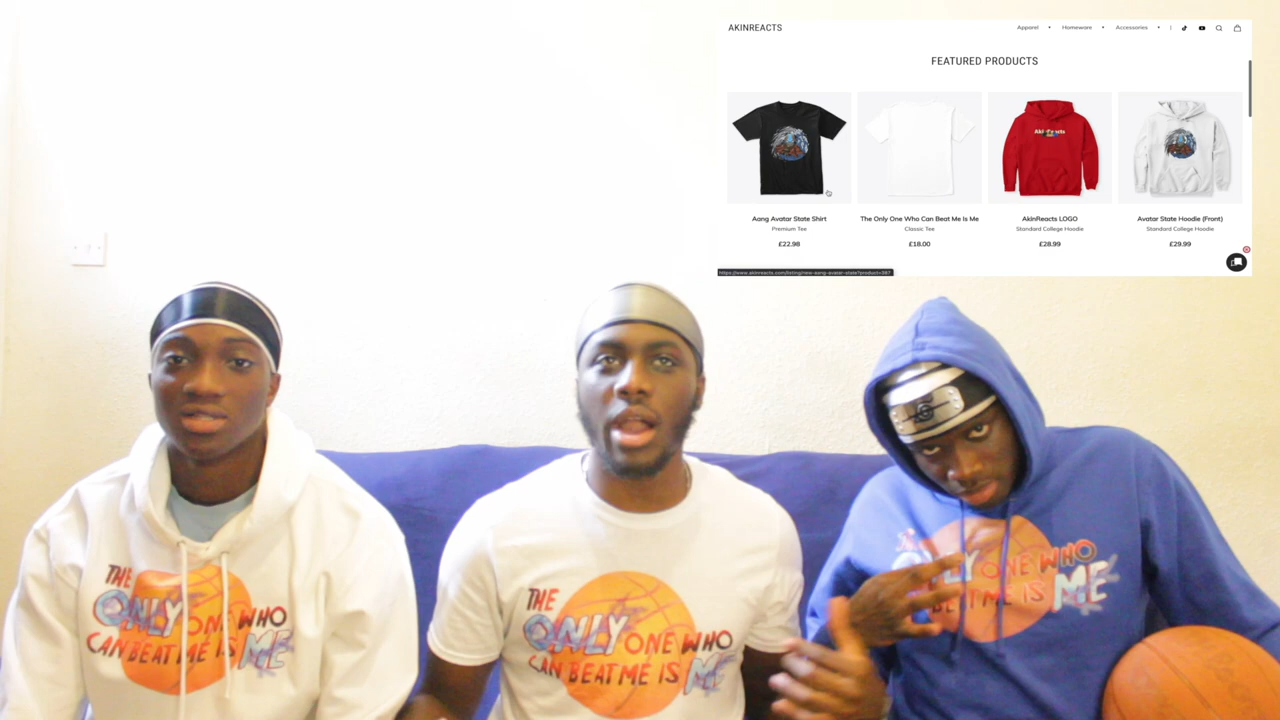 AKINREACTS
Apparel • Homeware • Accessories • |
FEATURED PRODUCTS
AkinReacts
Aang Avatar State Shirt
Premium Tee
£22.98
The Only One Who Can Beat Me Is Me
Classic Tee
£18.00
AkinReacts LOGO
Standard College Hoodie
£28.99
Avatar State Hoodie (Front)
Standard College Hoodie
£29.99
THE
ONLY ONE WHO
CAN BEAT ME IS ME
THE
ONLY ONE WHO
CAN BEAT ME IS ME
ONLY ONE WHO
BEAT ME IS ME